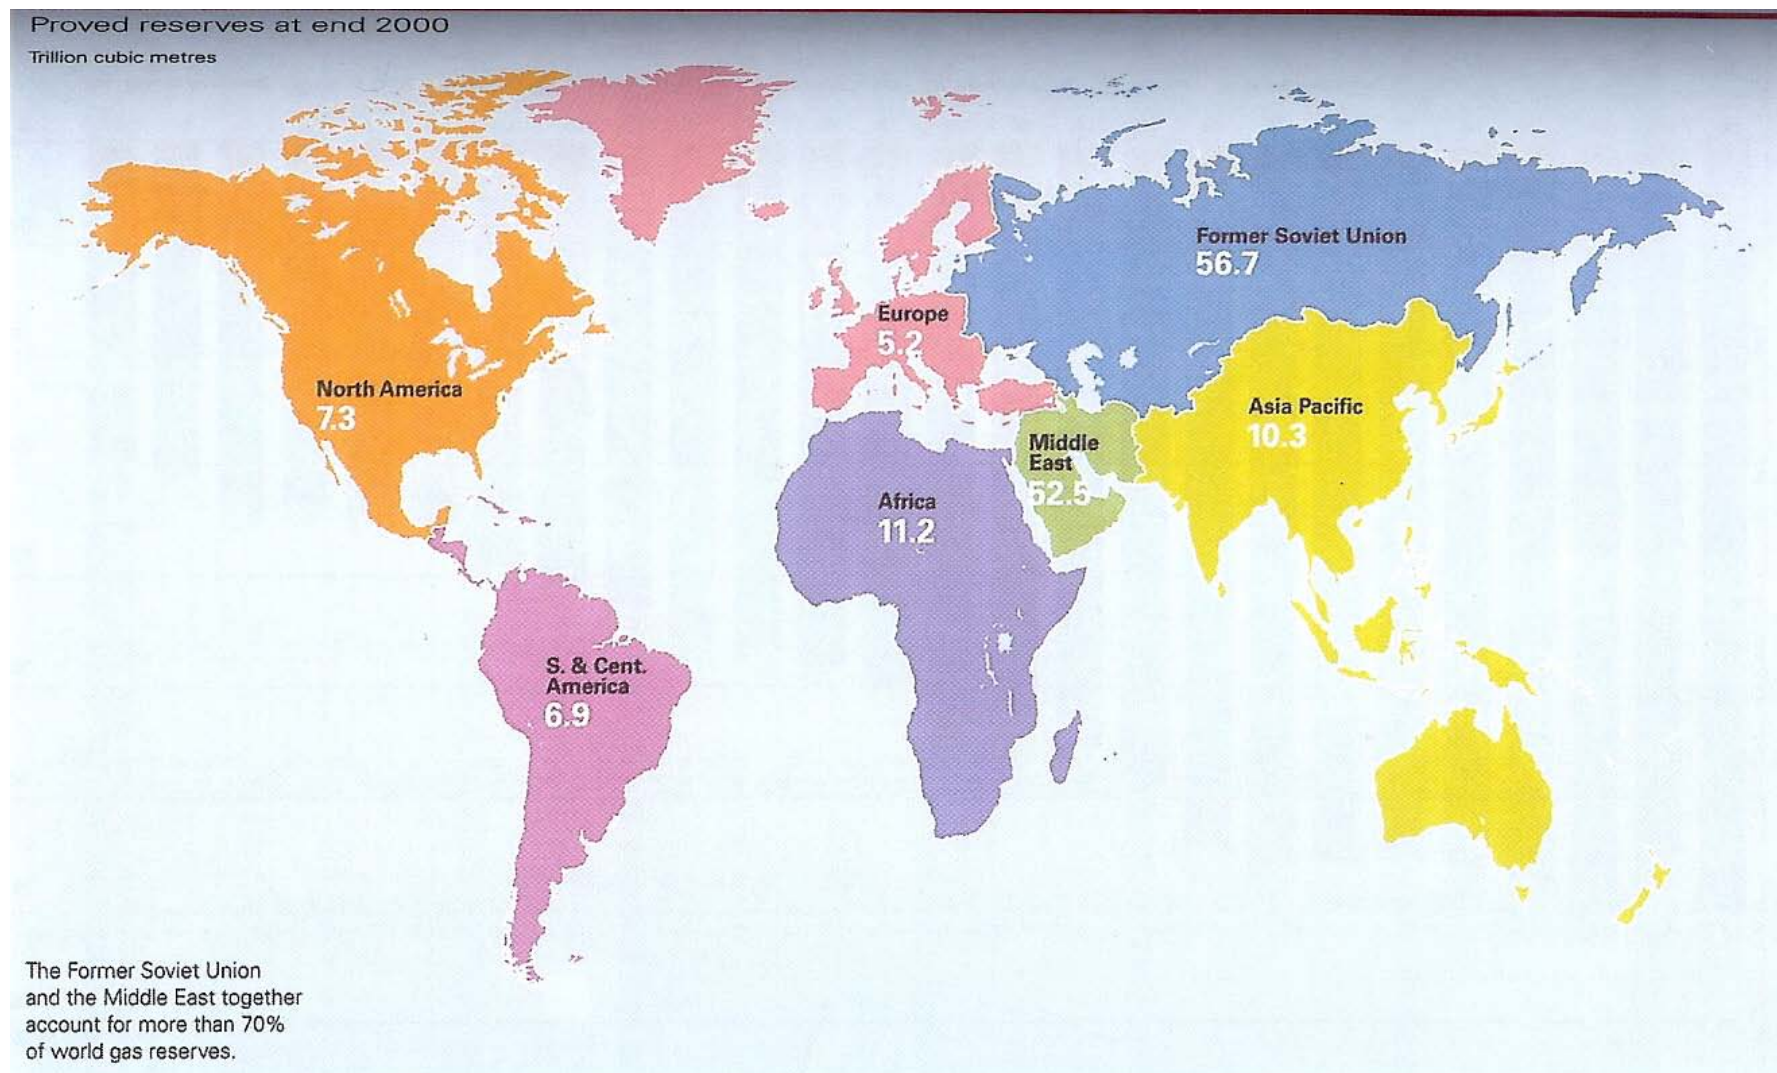 Proved reserves at end 2000
Trillion cubic metres
Former Soviet Union
56.7
Europe
5.2
North America
7.3
Asia Pacific
10.3
Middle
East
52.5
Africa
11.2
S. & Cent.
America
6.9
The Former Soviet Union
and the Middle East together
account for more than 70%
of world gas reserves.